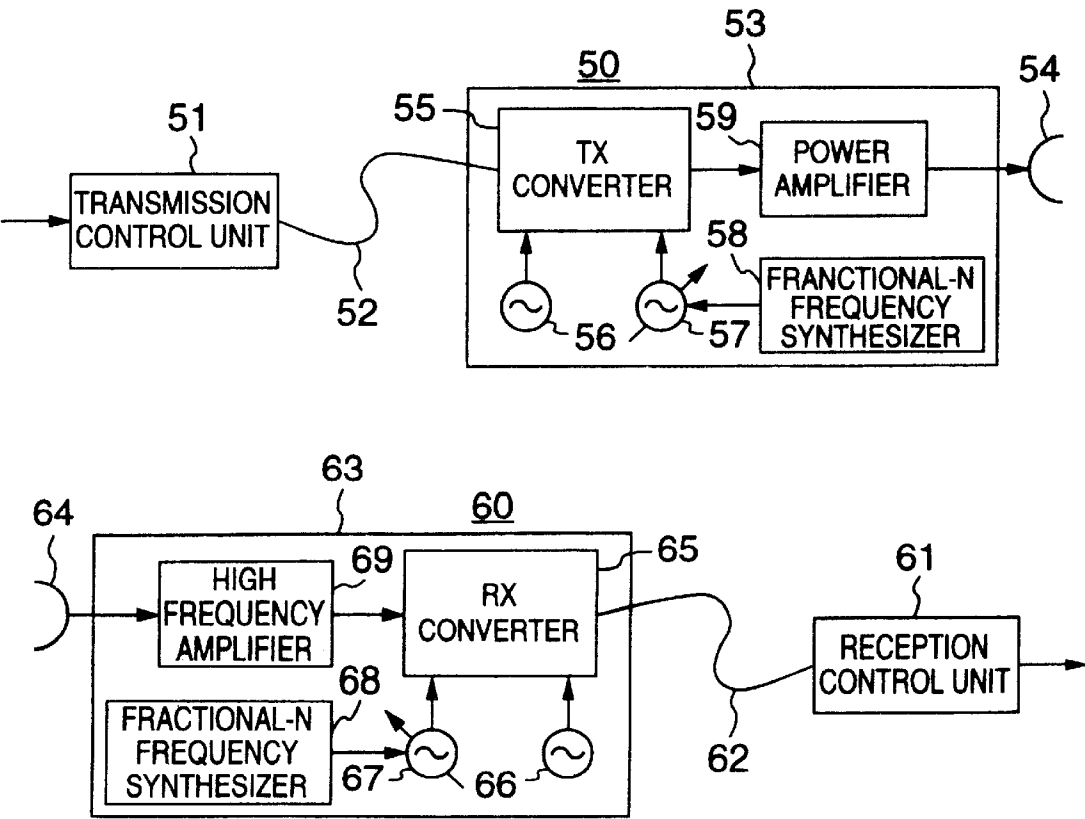 53
50
54
51
55
59
TX
CONVERTER
POWER
AMPLIFIER
TRANSMISSION
CONTROL UNIT
52
58
56
57
FRANCTIONAL-N
FREQUENCY
SYNTHESIZER
63
60
64
69
65
61
HIGH
FREQUENCY
AMPLIFIER
RX
CONVERTER
RECEPTION
CONTROL UNIT
68
FRACTIONAL-N
FREQUENCY
SYNTHESIZER
67
66
62